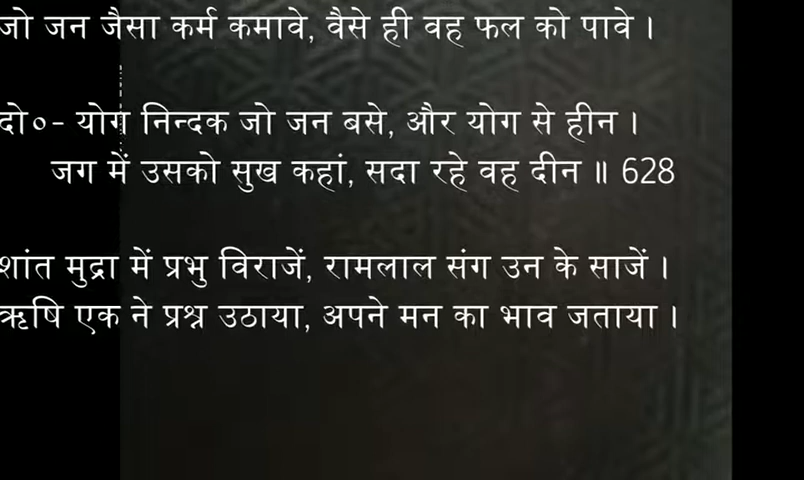 जो जन जैसा कर्म कमावे, वैसे ही वह फल को पावे ।
दो०- योग निन्दक जो जन बसे, और योग से हीन ।
जग में उसको सुख कहां, सदा रहे वह दीन ॥ 628
शांत मुद्रा में प्रभु विराजें, रामलाल संग उन के साजें ।
ऋषि एक ने प्रश्न उठाया, अपने मन का भाव जताया ।